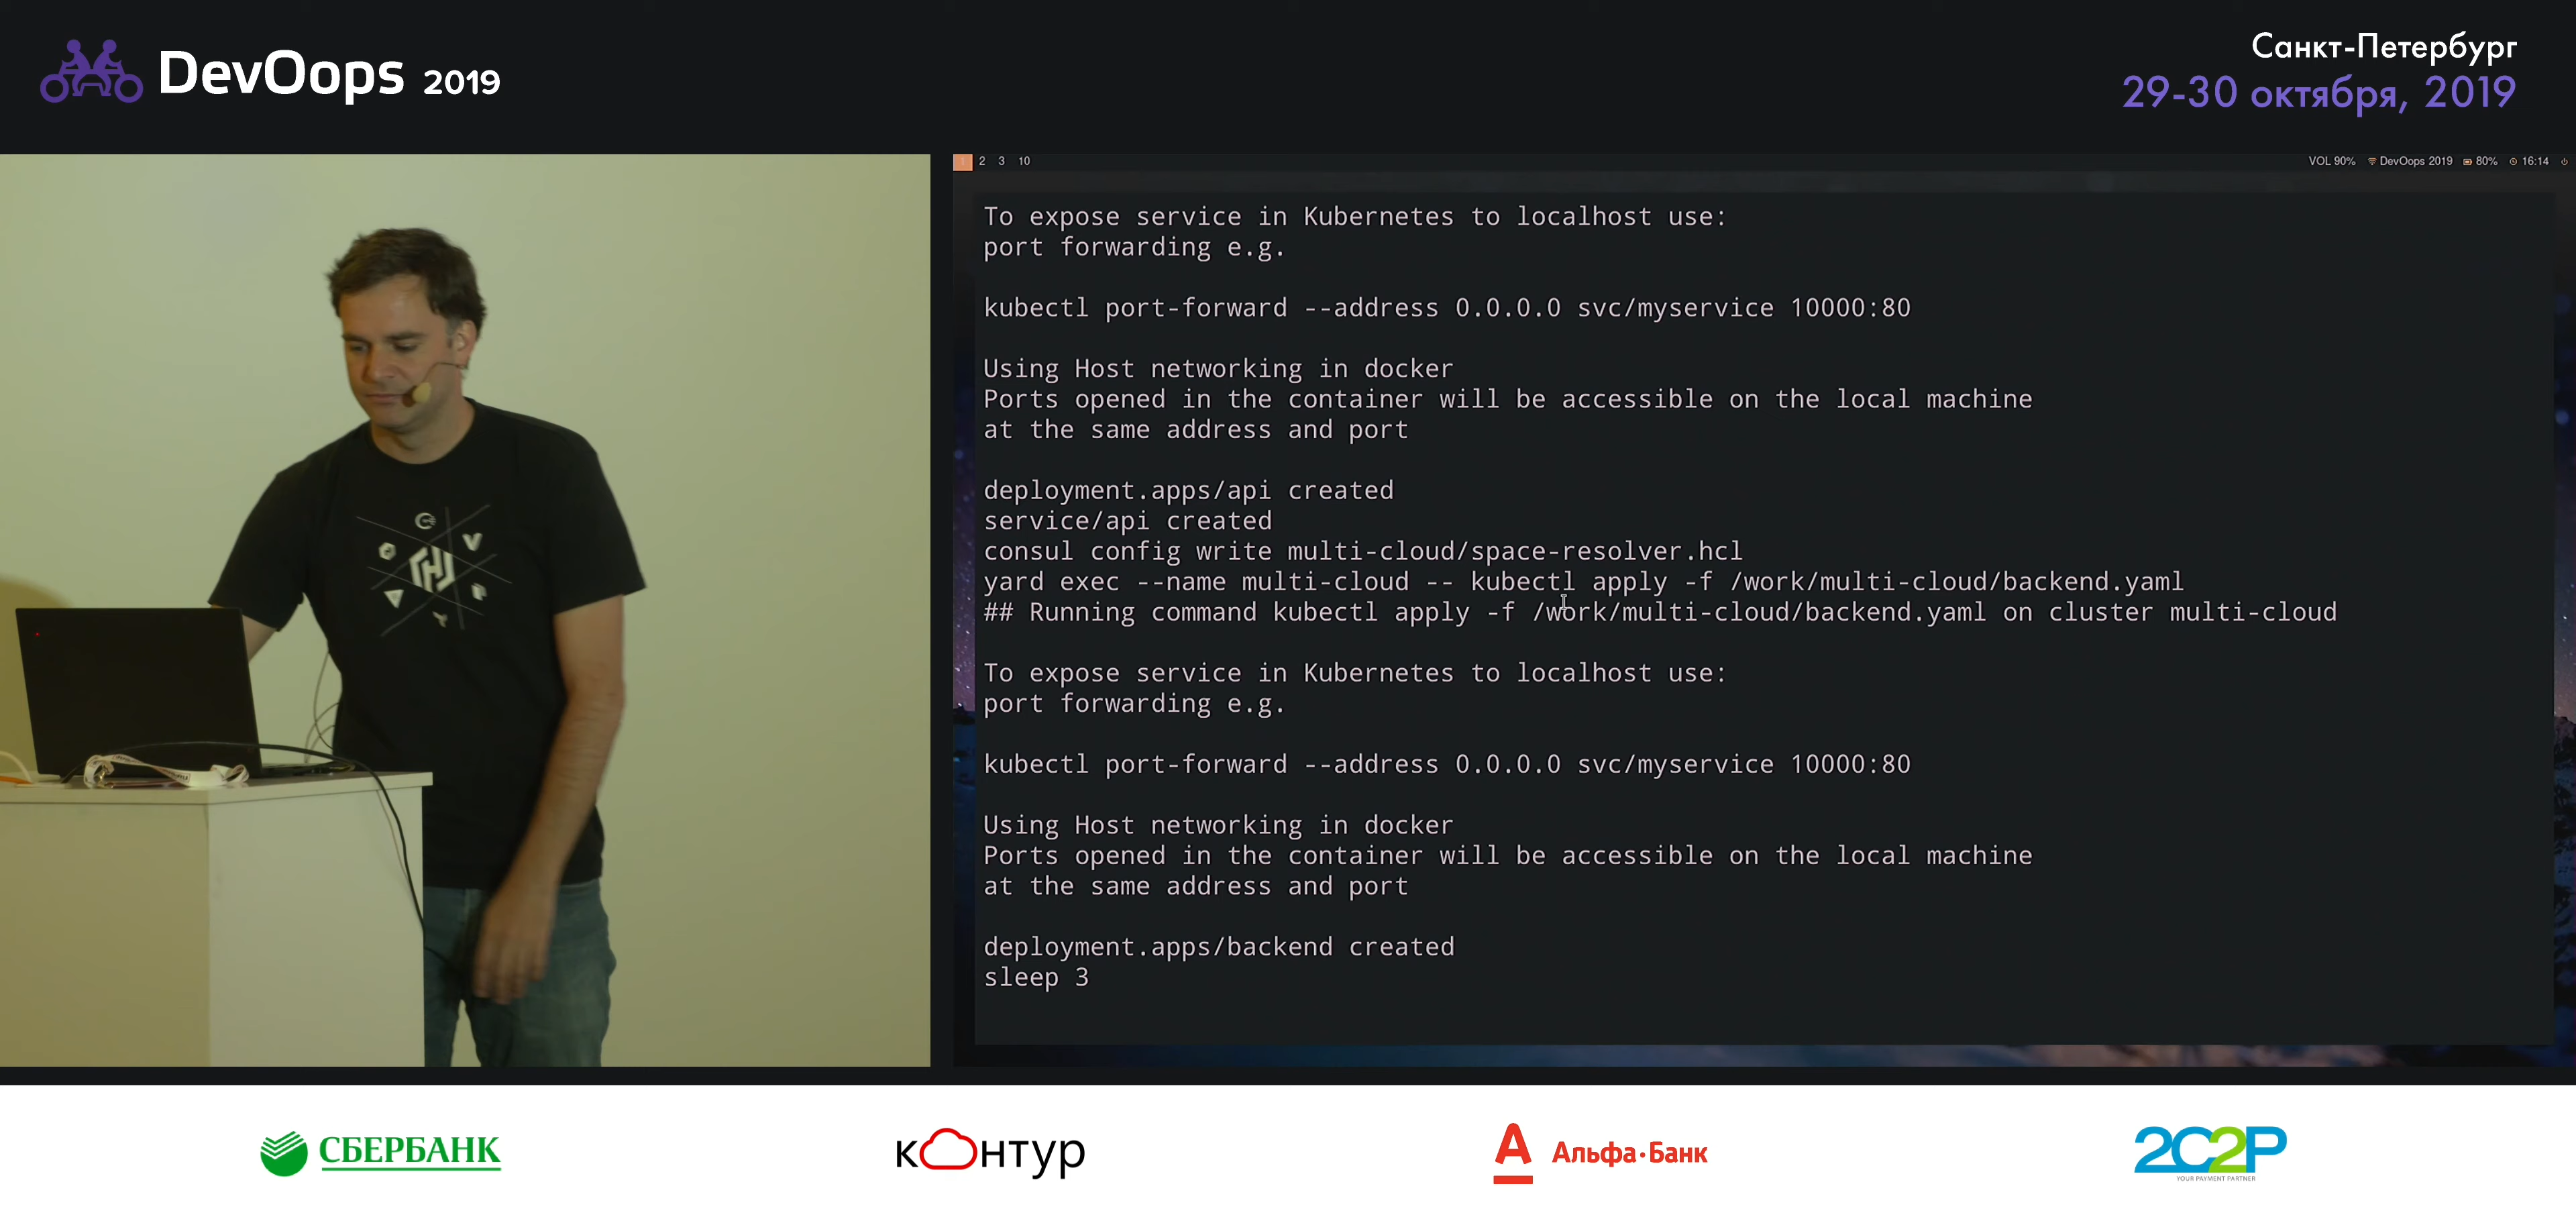 DevOops 2019
Санкт-Петербург
29-30 октября, 2019
2 3 10
VOL 90% DevOops 2019 80% 16:14
To expose service in Kubernetes to localhost use:
port forwarding e.g.
kubectl port-forward --address 0.0.0.0 svc/myservice 10000:80
Using Host networking in docker
Ports opened in the container will be accessible on the local machine
at the same address and port
deployment.apps/api created
service/api created
consul config write multi-cloud/space-resolver.hcl
yard exec --name multi-cloud -- kubectl apply -f /work/multi-cloud/backend.yaml
## Running command kubectl apply -f /work/multi-cloud/backend.yaml on cluster multi-cloud
To expose service in Kubernetes to localhost use:
port forwarding e.g.
kubectl port-forward --address 0.0.0.0 svc/myservice 10000:80
Using Host networking in docker
Ports opened in the container will be accessible on the local machine
at the same address and port
deployment.apps/backend created
sleep 3
СБЕРБАНК
контур
А Альфа·Банк
2C2P
YOUR PAYMENT PARTNER